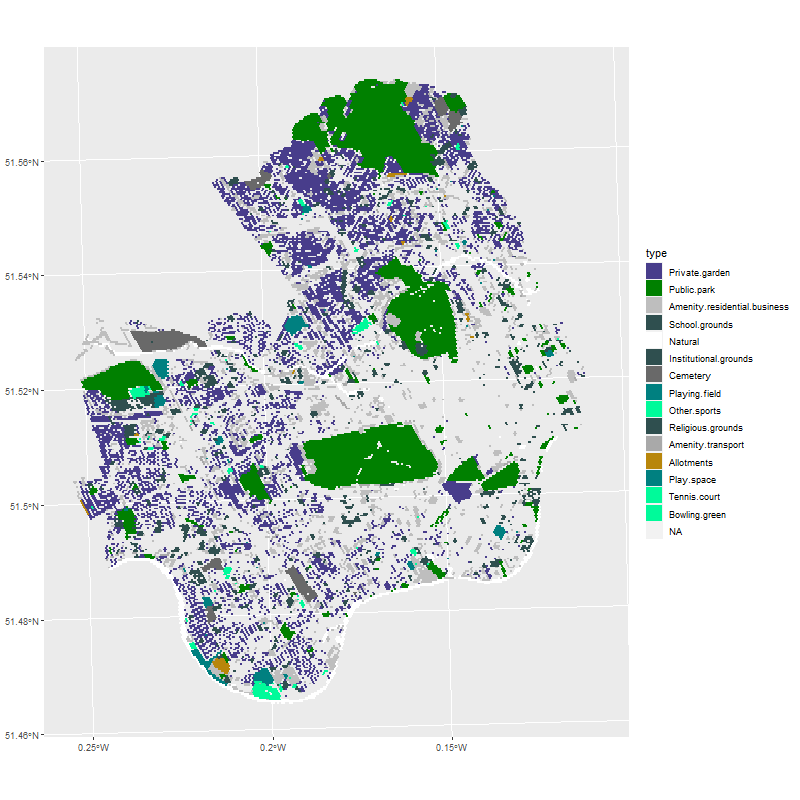 51.56°N
51.54°N
51.52°N
51.5°N
51.48°N
51.46°N
0.25°W
0.2°W
0.15°W
type
Private.garden
Public.park
Amenity.residential.business
School.grounds
Natural
Institutional.grounds
Cemetery
Playing.field
Other.sports
Religious.grounds
Amenity.transport
Allotments
Play.space
Tennis.court
Bowling.green
NA